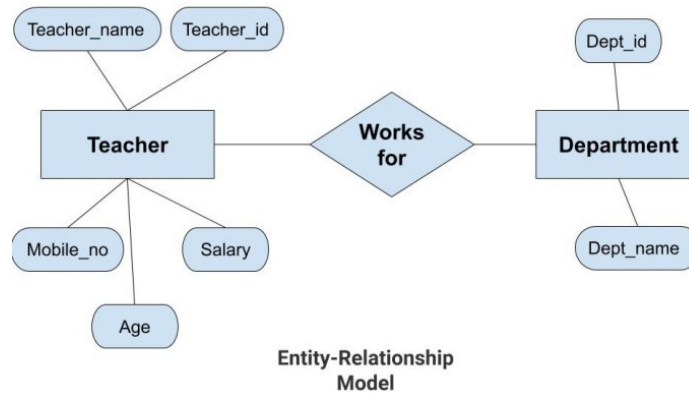 Teacher_name
Teacher_id
Dept_id
Teacher
Works
for
Department
Mobile_no
Salary
Dept_name
Age
Entity-Relationship
Model